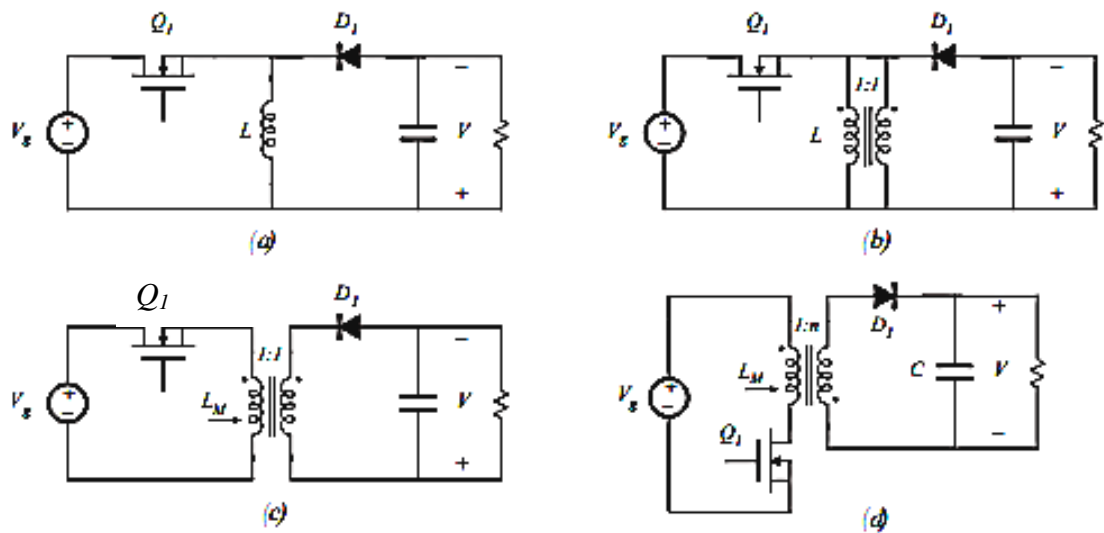 Q1 D1
Vg + − L − V +
(a)
Q1 D1
1:1
Vg + − L − V +
(b)
Q1 D1
1:1
Vg + − LM − V +
(c)
1:n D1
Vg + − LM C + V −
Q1
(d)